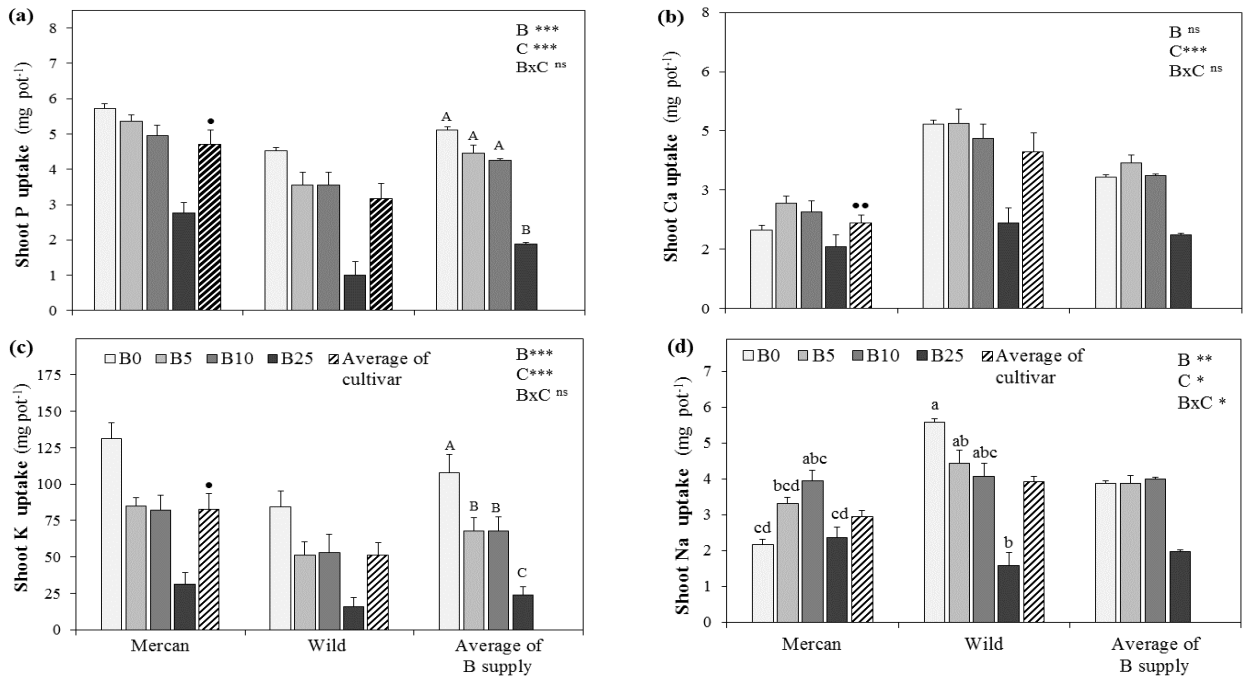 (a)
Shoot P uptake (mg pot-1)
8
7
6
5
4
3
2
1
0
B ***
C ***
BxC ns
•
A
A
A
B
(b)
Shoot Ca uptake (mg pot-1)
8
6
5
3
2
0
B ns
C***
BxC ns
••
(c)
Shoot K uptake (mg pot-1)
175
150
125
100
75
50
25
0
B0 B5 B10 B25 Average of
cultivar
B***
C***
BxC ns
•
A
B
B
C
Mercan Wild Average of
B supply
(d)
Shoot Na uptake (mg pot-1)
7
6
5
4
3
2
1
0
B0 B5 B10 B25 Average of
cultivar
B **
C *
BxC *
cd
bcd
abc
cd
a
ab
abc
b
Mercan Wild Average of
B supply